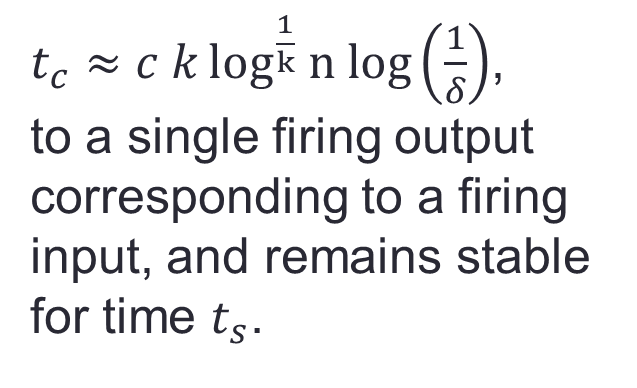 t_c ≈ c k log^{1/k} n log(1/δ),
to a single firing output
corresponding to a firing
input, and remains stable
for time t_s.